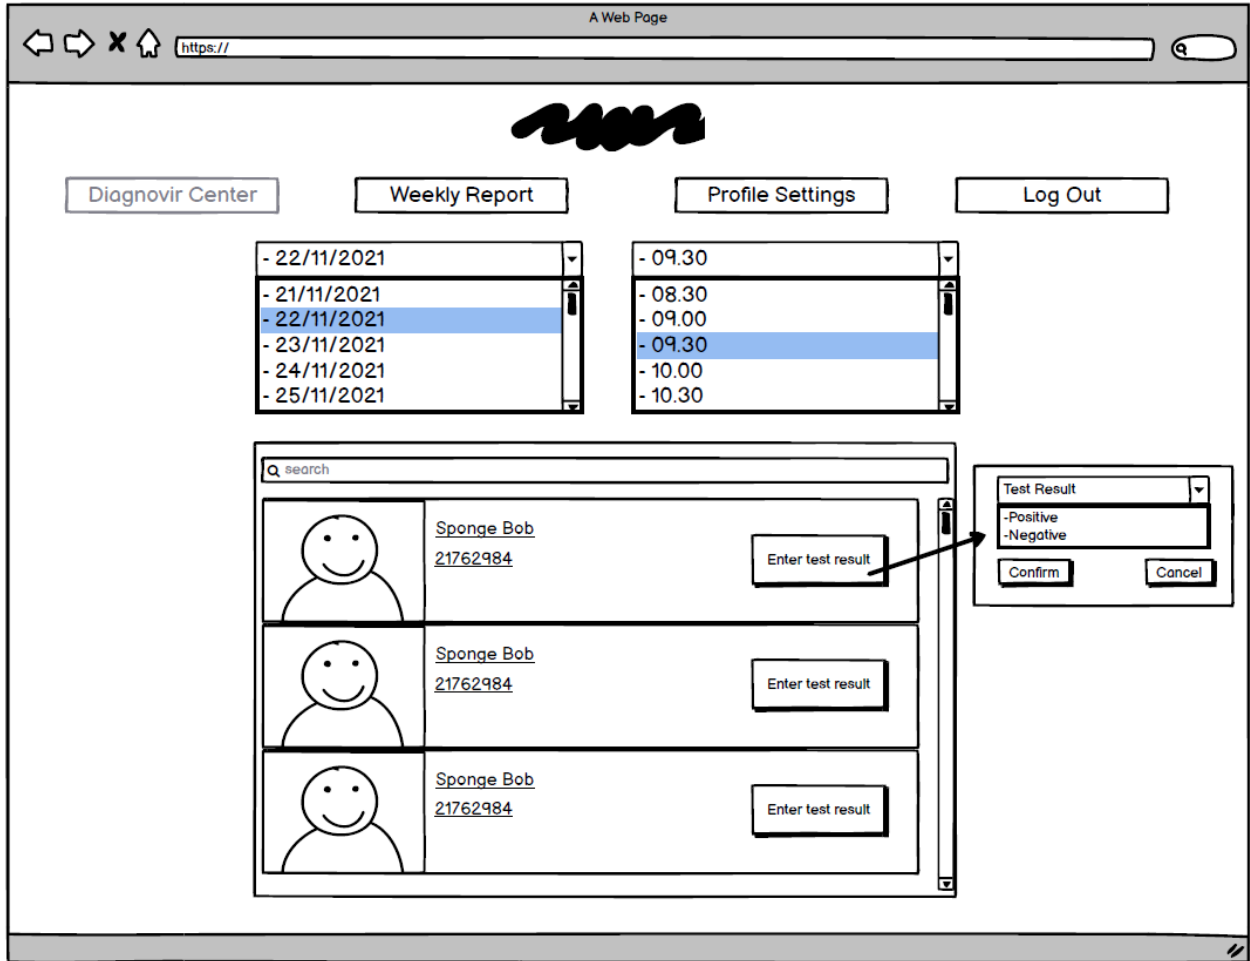 A Web Page
https://
Diagnovir Center
Weekly Report
Profile Settings
Log Out
- 22/11/2021
- 21/11/2021
- 22/11/2021
- 23/11/2021
- 24/11/2021
- 25/11/2021
- 09.30
- 08.30
- 09.00
- 09.30
- 10.00
- 10.30
search
Sponge Bob
21762984
Enter test result
Test Result
-Positive
-Negative
Confirm
Cancel
Sponge Bob
21762984
Enter test result
Sponge Bob
21762984
Enter test result